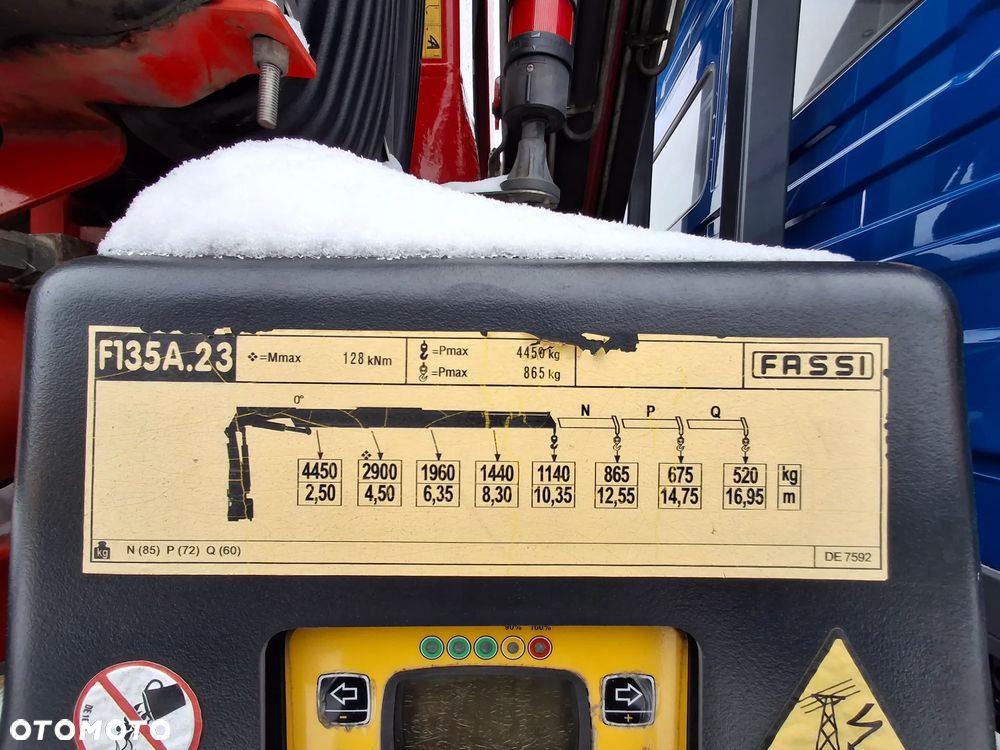 F135A.23
=Mmax 128 kNm
=Pmax 4450 kg
=Pmax 865 kg
FASSI
0°
N P Q
4450 2900 1960 1440 1140 865 675 520 kg
2,50 4,50 6,35 8,30 10,35 12,55 14,75 16,95 m
kg N (85) P (72) Q (60)
DE 7592
90% 100%
- +
OTOMOTO